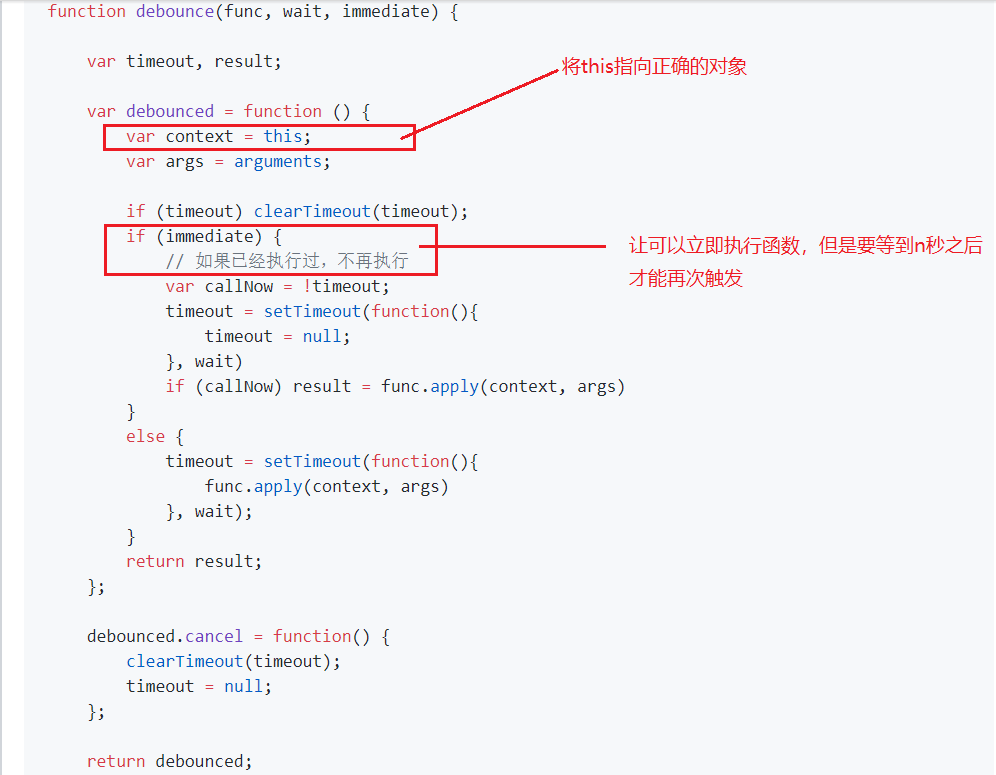 function debounce(func, wait, immediate) {
var timeout, result;
将this指向正确的对象
var debounced = function () {
var context = this;
var args = arguments;
if (timeout) clearTimeout(timeout);
if (immediate) {
让可以立即执行函数，但是要等到n秒之后
// 如果已经执行过，不再执行
才能再次触发
var callNow = !timeout;
timeout = setTimeout(function(){
timeout = null;
}, wait)
if (callNow) result = func.apply(context, args)
}
else {
timeout = setTimeout(function(){
func.apply(context, args)
}, wait);
}
return result;
};
debounced.cancel = function() {
clearTimeout(timeout);
timeout = null;
};
return debounced;